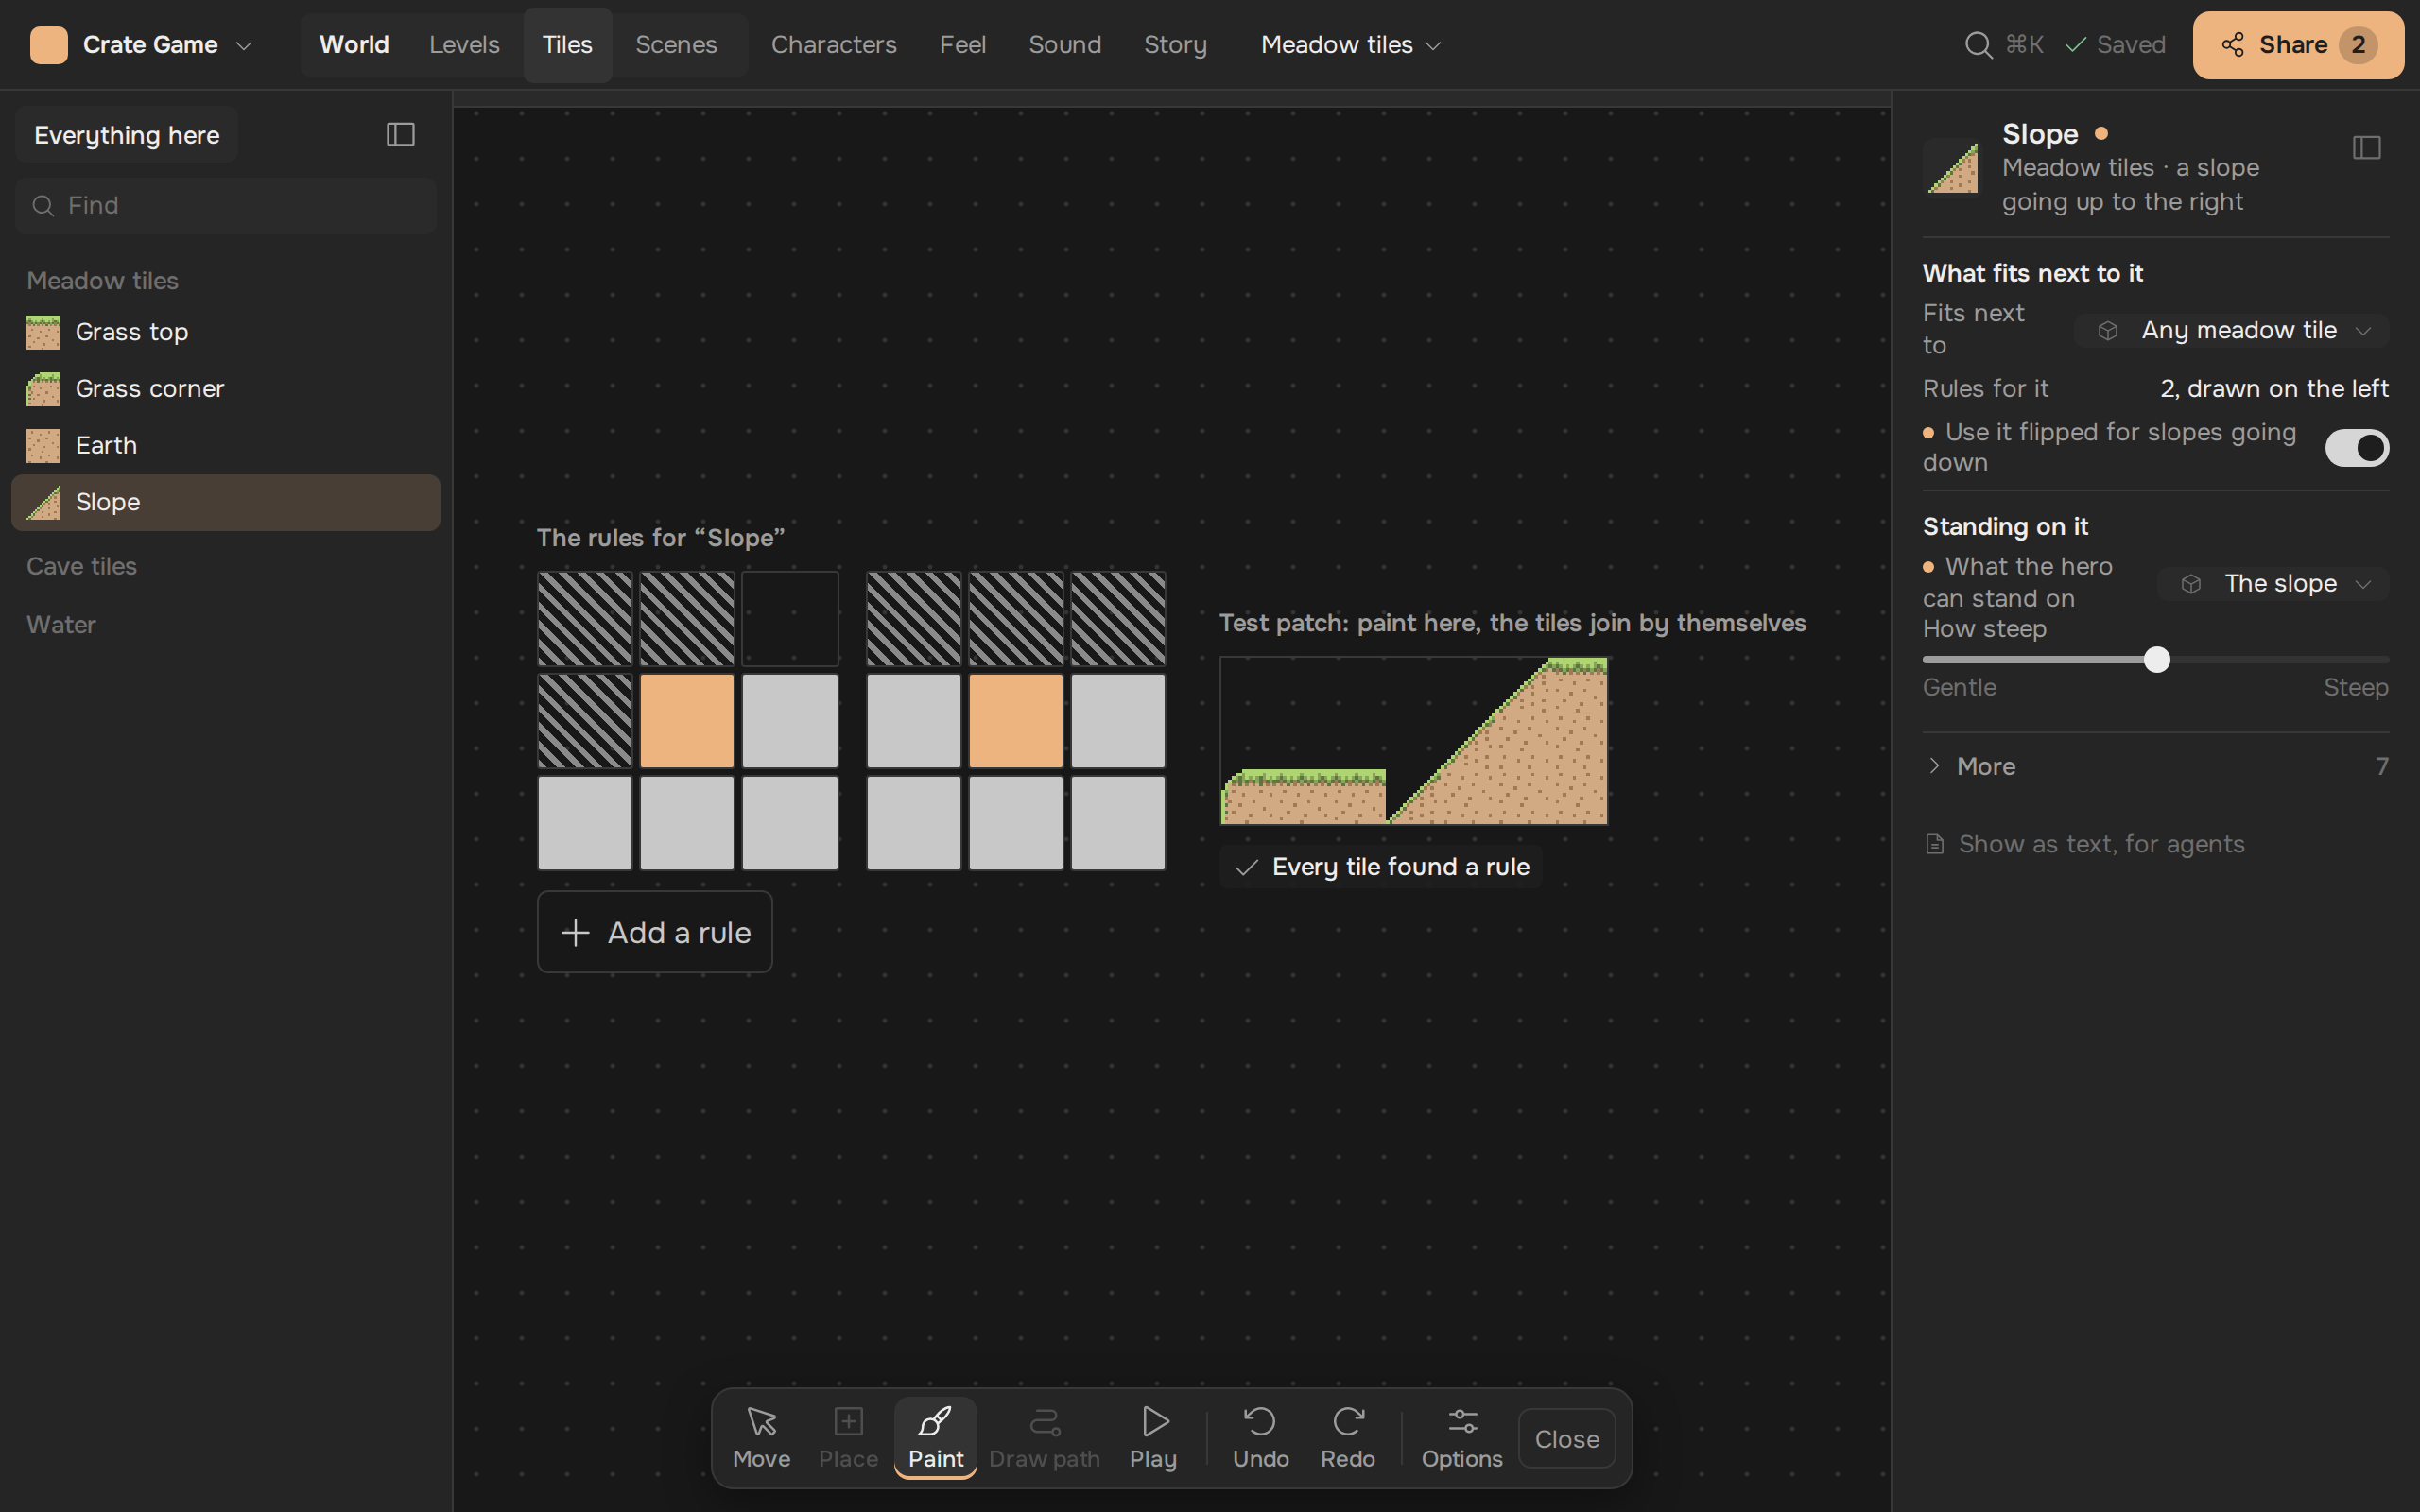 Crate Game
World
Levels
Tiles
Scenes
Characters
Feel
Sound
Story
Meadow tiles
⌘K
Saved
Share 2
Everything here
Find
Meadow tiles
Grass top
Grass corner
Earth
Slope
Cave tiles
Water
The rules for “Slope”
Add a rule
Test patch: paint here, the tiles join by themselves
Every tile found a rule
Move
Place
Paint
Draw path
Play
Undo
Redo
Options
Close
Slope
Meadow tiles · a slope
going up to the right
What fits next to it
Fits next
to
Any meadow tile
Rules for it
2, drawn on the left
Use it flipped for slopes going
down
Standing on it
What the hero
can stand on
The slope
How steep
Gentle
Steep
More
7
Show as text, for agents